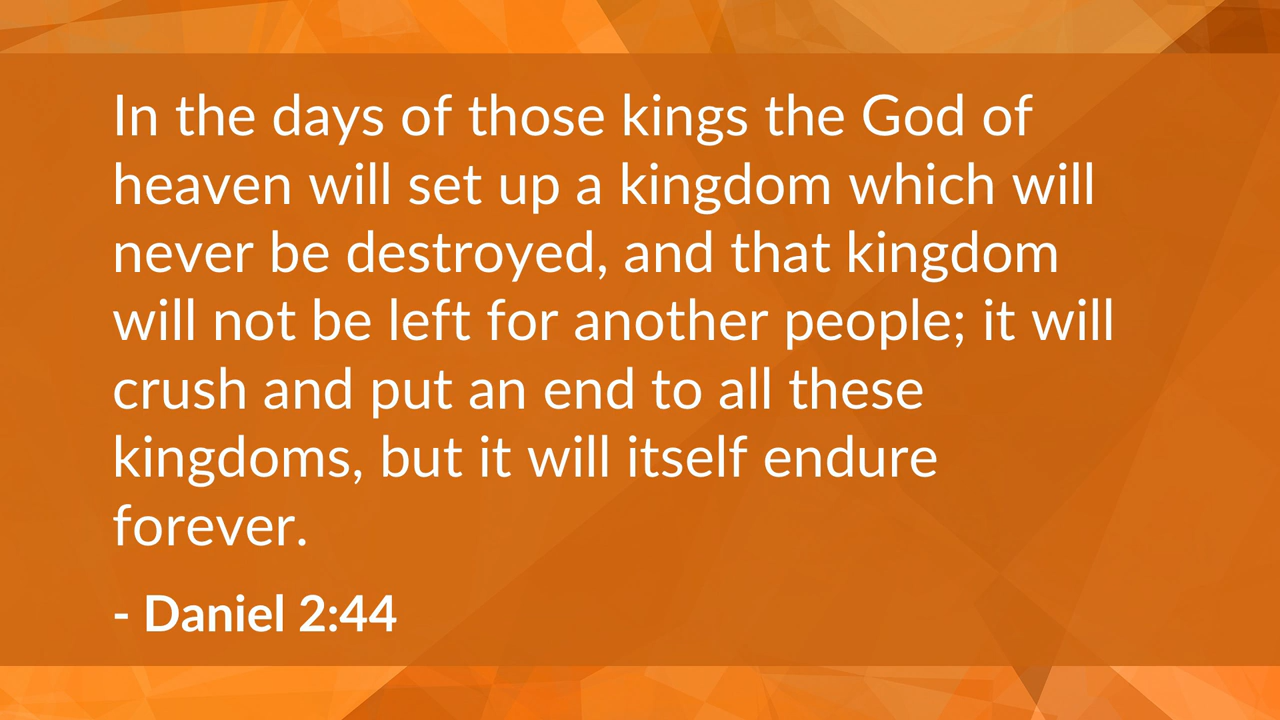 In the days of those kings the God of
heaven will set up a kingdom which will
never be destroyed, and that kingdom
will not be left for another people; it will
crush and put an end to all these
kingdoms, but it will itself endure
forever.
- Daniel 2:44